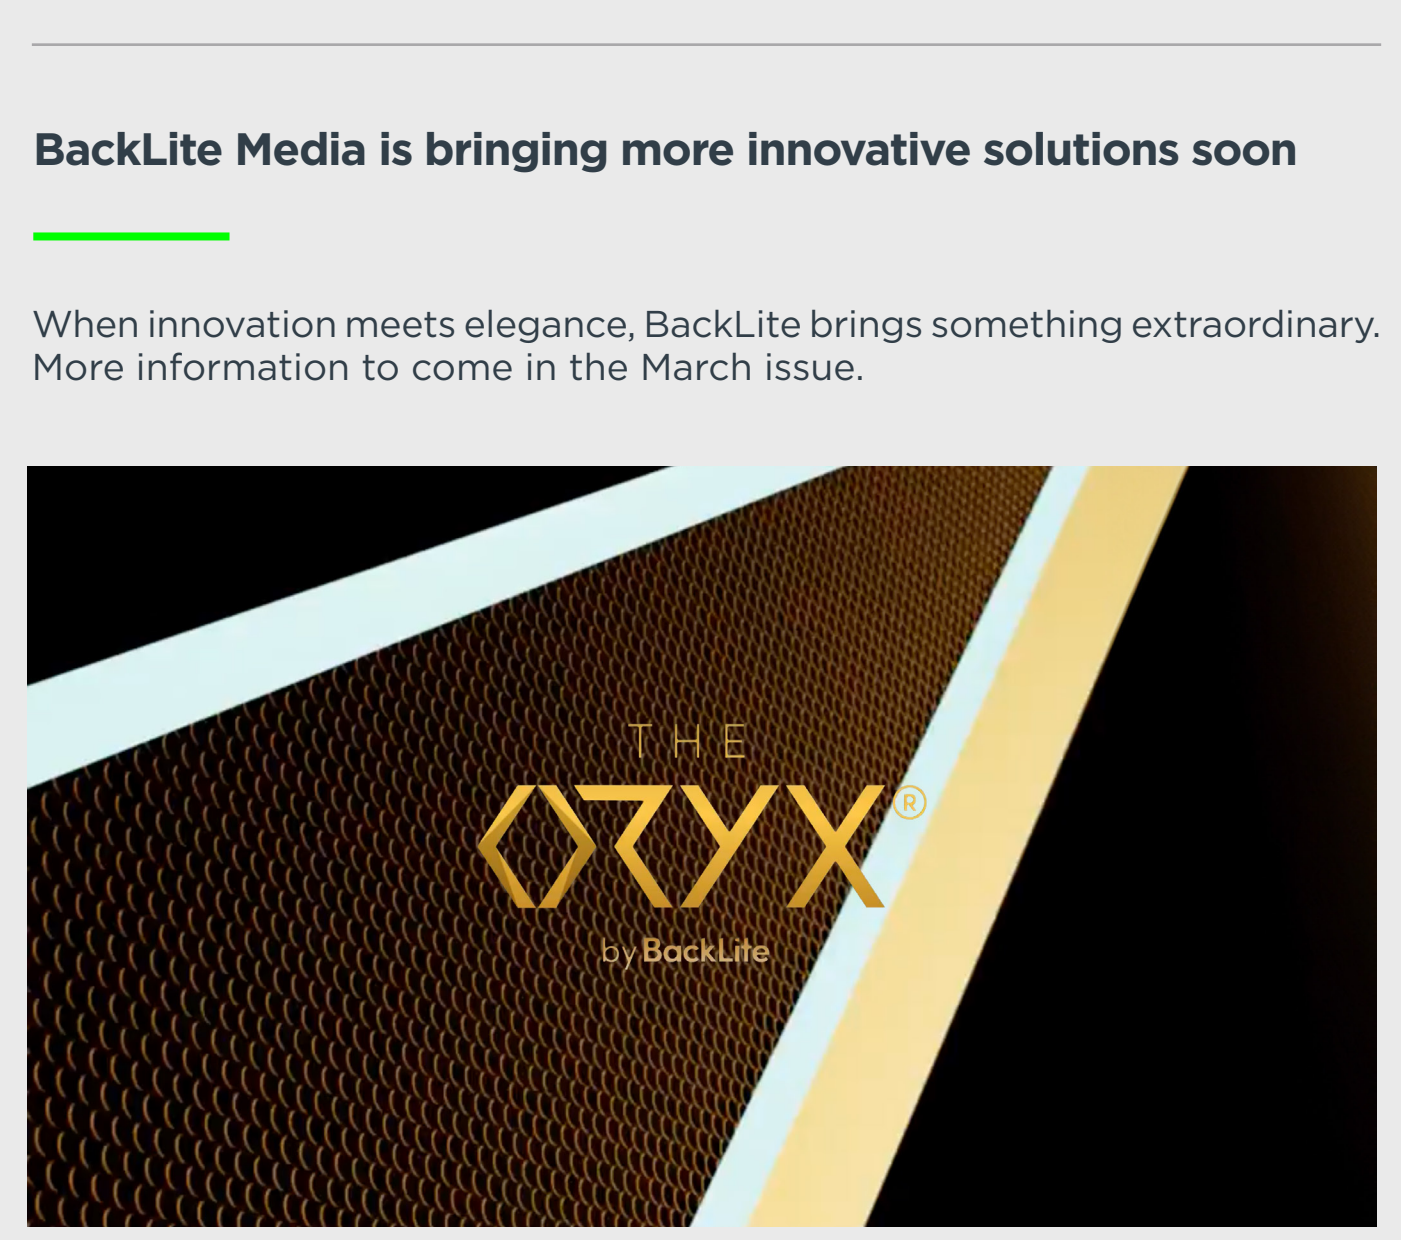 BackLite Media is bringing more innovative solutions soon
When innovation meets elegance, BackLite brings something extraordinary.
More information to come in the March issue.
THE
ORYX®
by BackLite